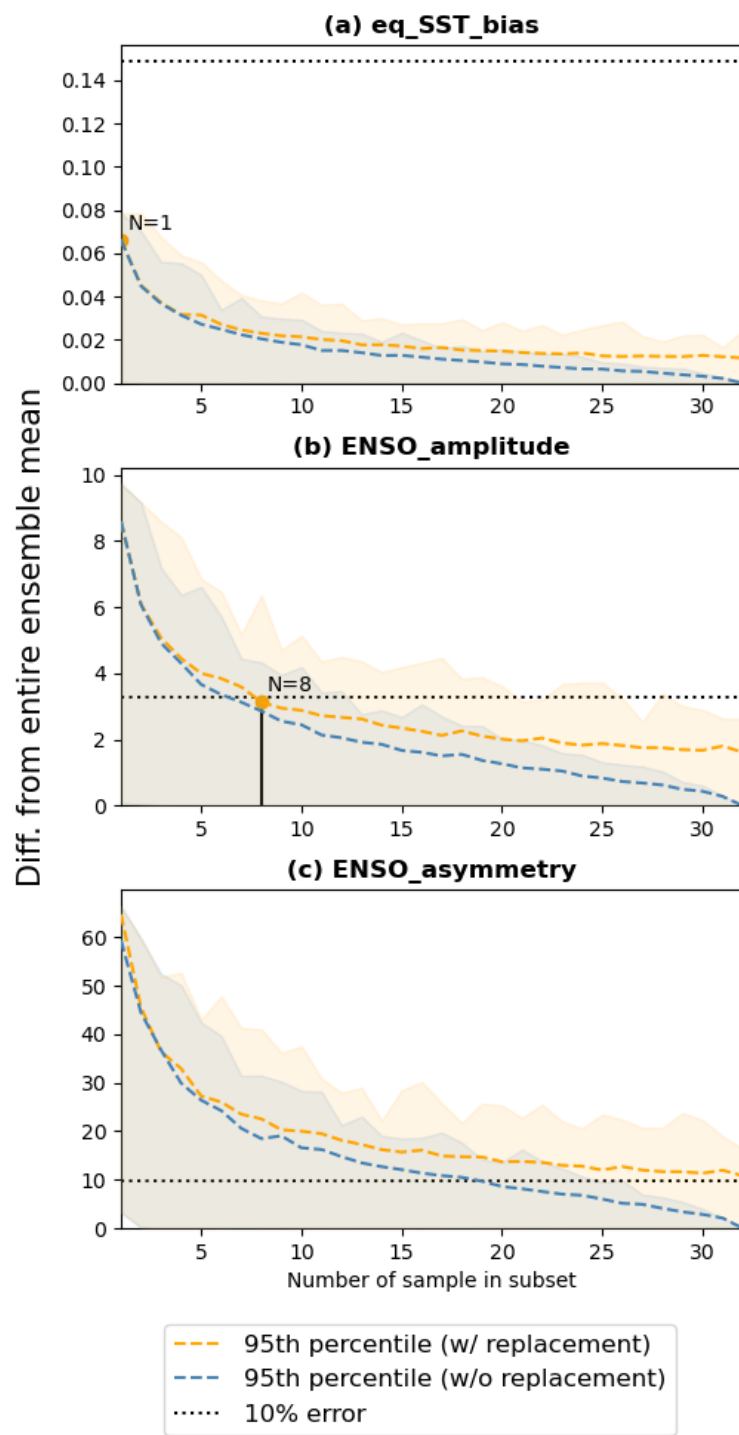 (a) eq_SST_bias
0.14
0.12
0.10
0.08
N=1
0.06
0.04
0.02
0.00
5 10 15 20 25 30
Diff. from entire ensemble mean
(b) ENSO_amplitude
10
8
6
4
N=8
2
0
5 10 15 20 25 30
(c) ENSO_asymmetry
60
50
40
30
20
10
0
5 10 15 20 25 30
Number of sample in subset
95th percentile (w/ replacement)
95th percentile (w/o replacement)
10% error